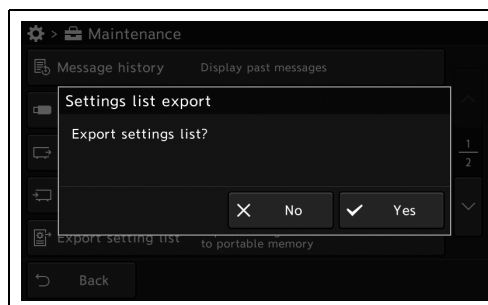 > Maintenance
Message history Display past messages
Settings list export
Export settings list?
1
2
No Yes
Export setting list
to portable memory
Back